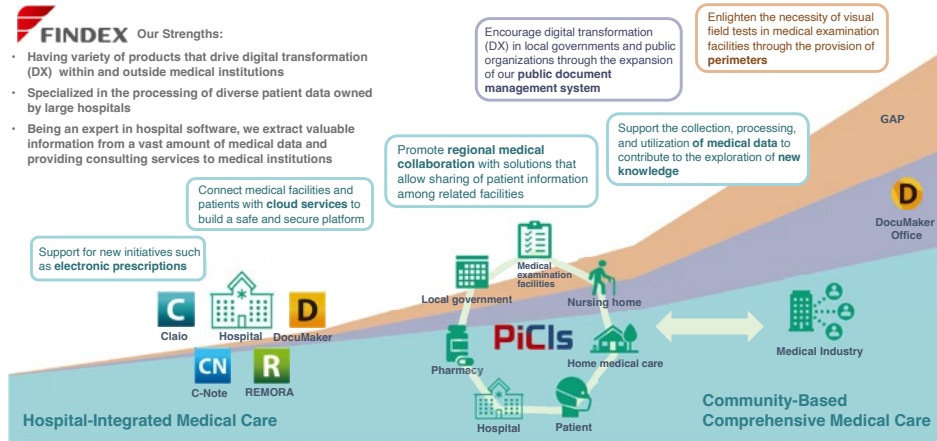 FINDEX Our Strengths:
• Having variety of products that drive digital transformation
(DX) within and outside medical institutions
• Specialized in the processing of diverse patient data owned
by large hospitals
• Being an expert in hospital software, we extract valuable
information from a vast amount of medical data and
providing consulting services to medical institutions
Encourage digital transformation
(DX) in local governments and public
organizations through the expansion
of our public document
management system
Enlighten the necessity of visual
field tests in medical examination
facilities through the provision of
perimeters
GAP
Support the collection, processing,
and utilization of medical data to
contribute to the exploration of new
knowledge
Promote regional medical
collaboration with solutions that
allow sharing of patient information
among related facilities
Connect medical facilities and
patients with cloud services to
build a safe and secure platform
Support for new initiatives such
as electronic prescriptions
D
DocuMaker
Office
Medical
examination
facilities
Local government
Nursing home
C
Claio
Hospital
D
DocuMaker
PiCls
Pharmacy
Home medical care
Medical Industry
CN
C-Note
R
REMORA
Hospital
Patient
Hospital-Integrated Medical Care
Community-Based
Comprehensive Medical Care